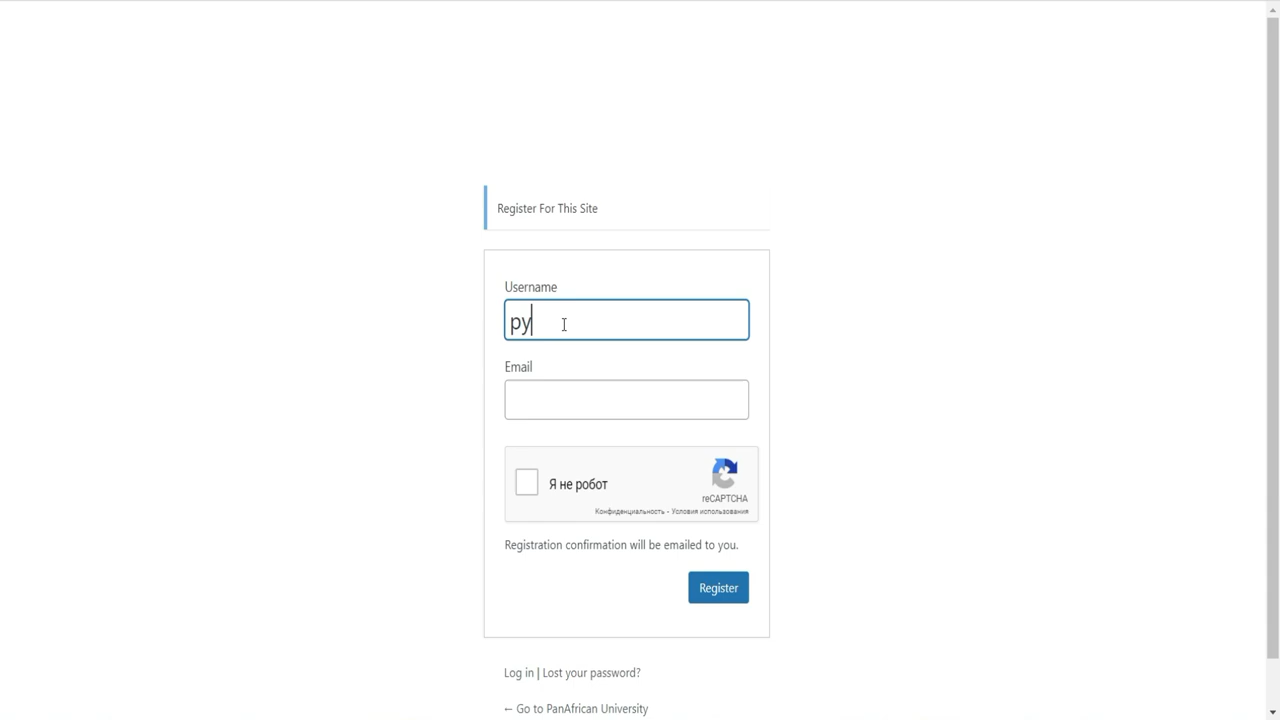 Register For This Site
Username
py
Email
Я не робот
reCAPTCHA
Конфиденциальность - Условия использования
Registration confirmation will be emailed to you.
Register
Log in | Lost your password?
← Go to PanAfrican University